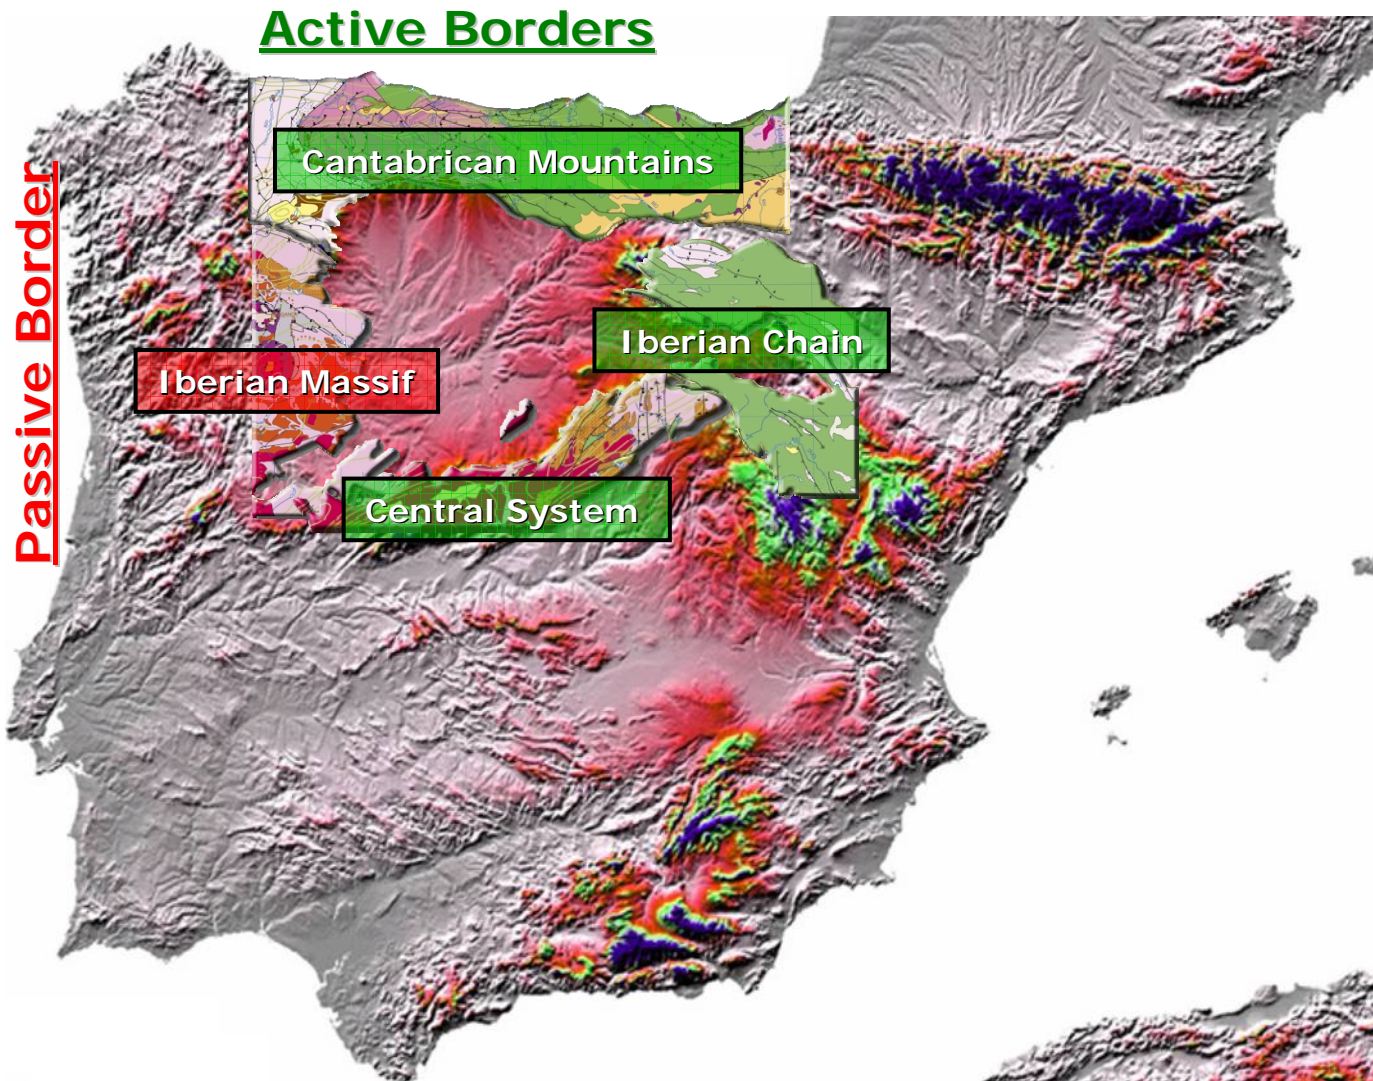 Active Borders
Cantabrican Mountains
Passive Border
Iberian Chain
Iberian Massif
Central System